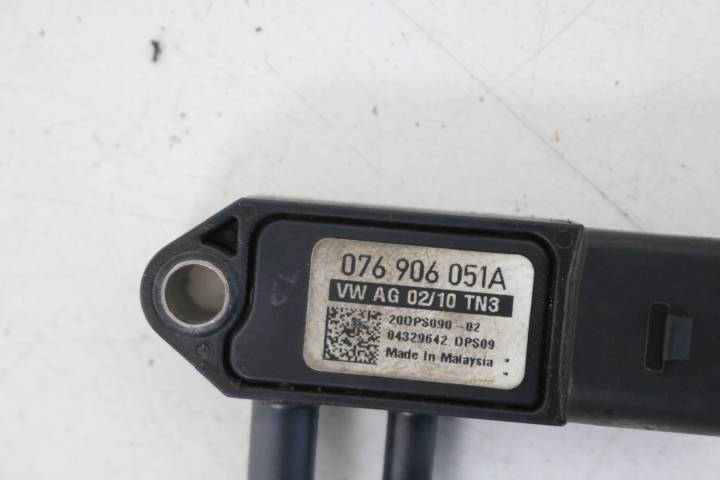 076 906 051A
VW AG 02/10 TN3
20DPS090 -02
04329642 DPS09
Made In Malaysia